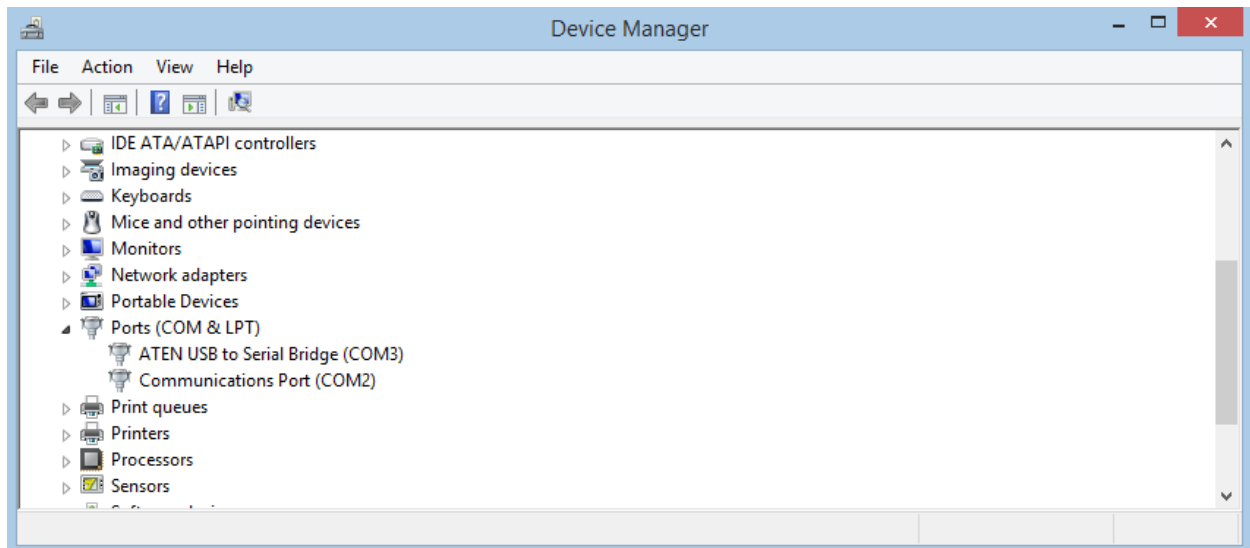 Device Manager
File Action View Help
IDE ATA/ATAPI controllers
Imaging devices
Keyboards
Mice and other pointing devices
Monitors
Network adapters
Portable Devices
Ports (COM & LPT)
ATEN USB to Serial Bridge (COM3)
Communications Port (COM2)
Print queues
Printers
Processors
Sensors